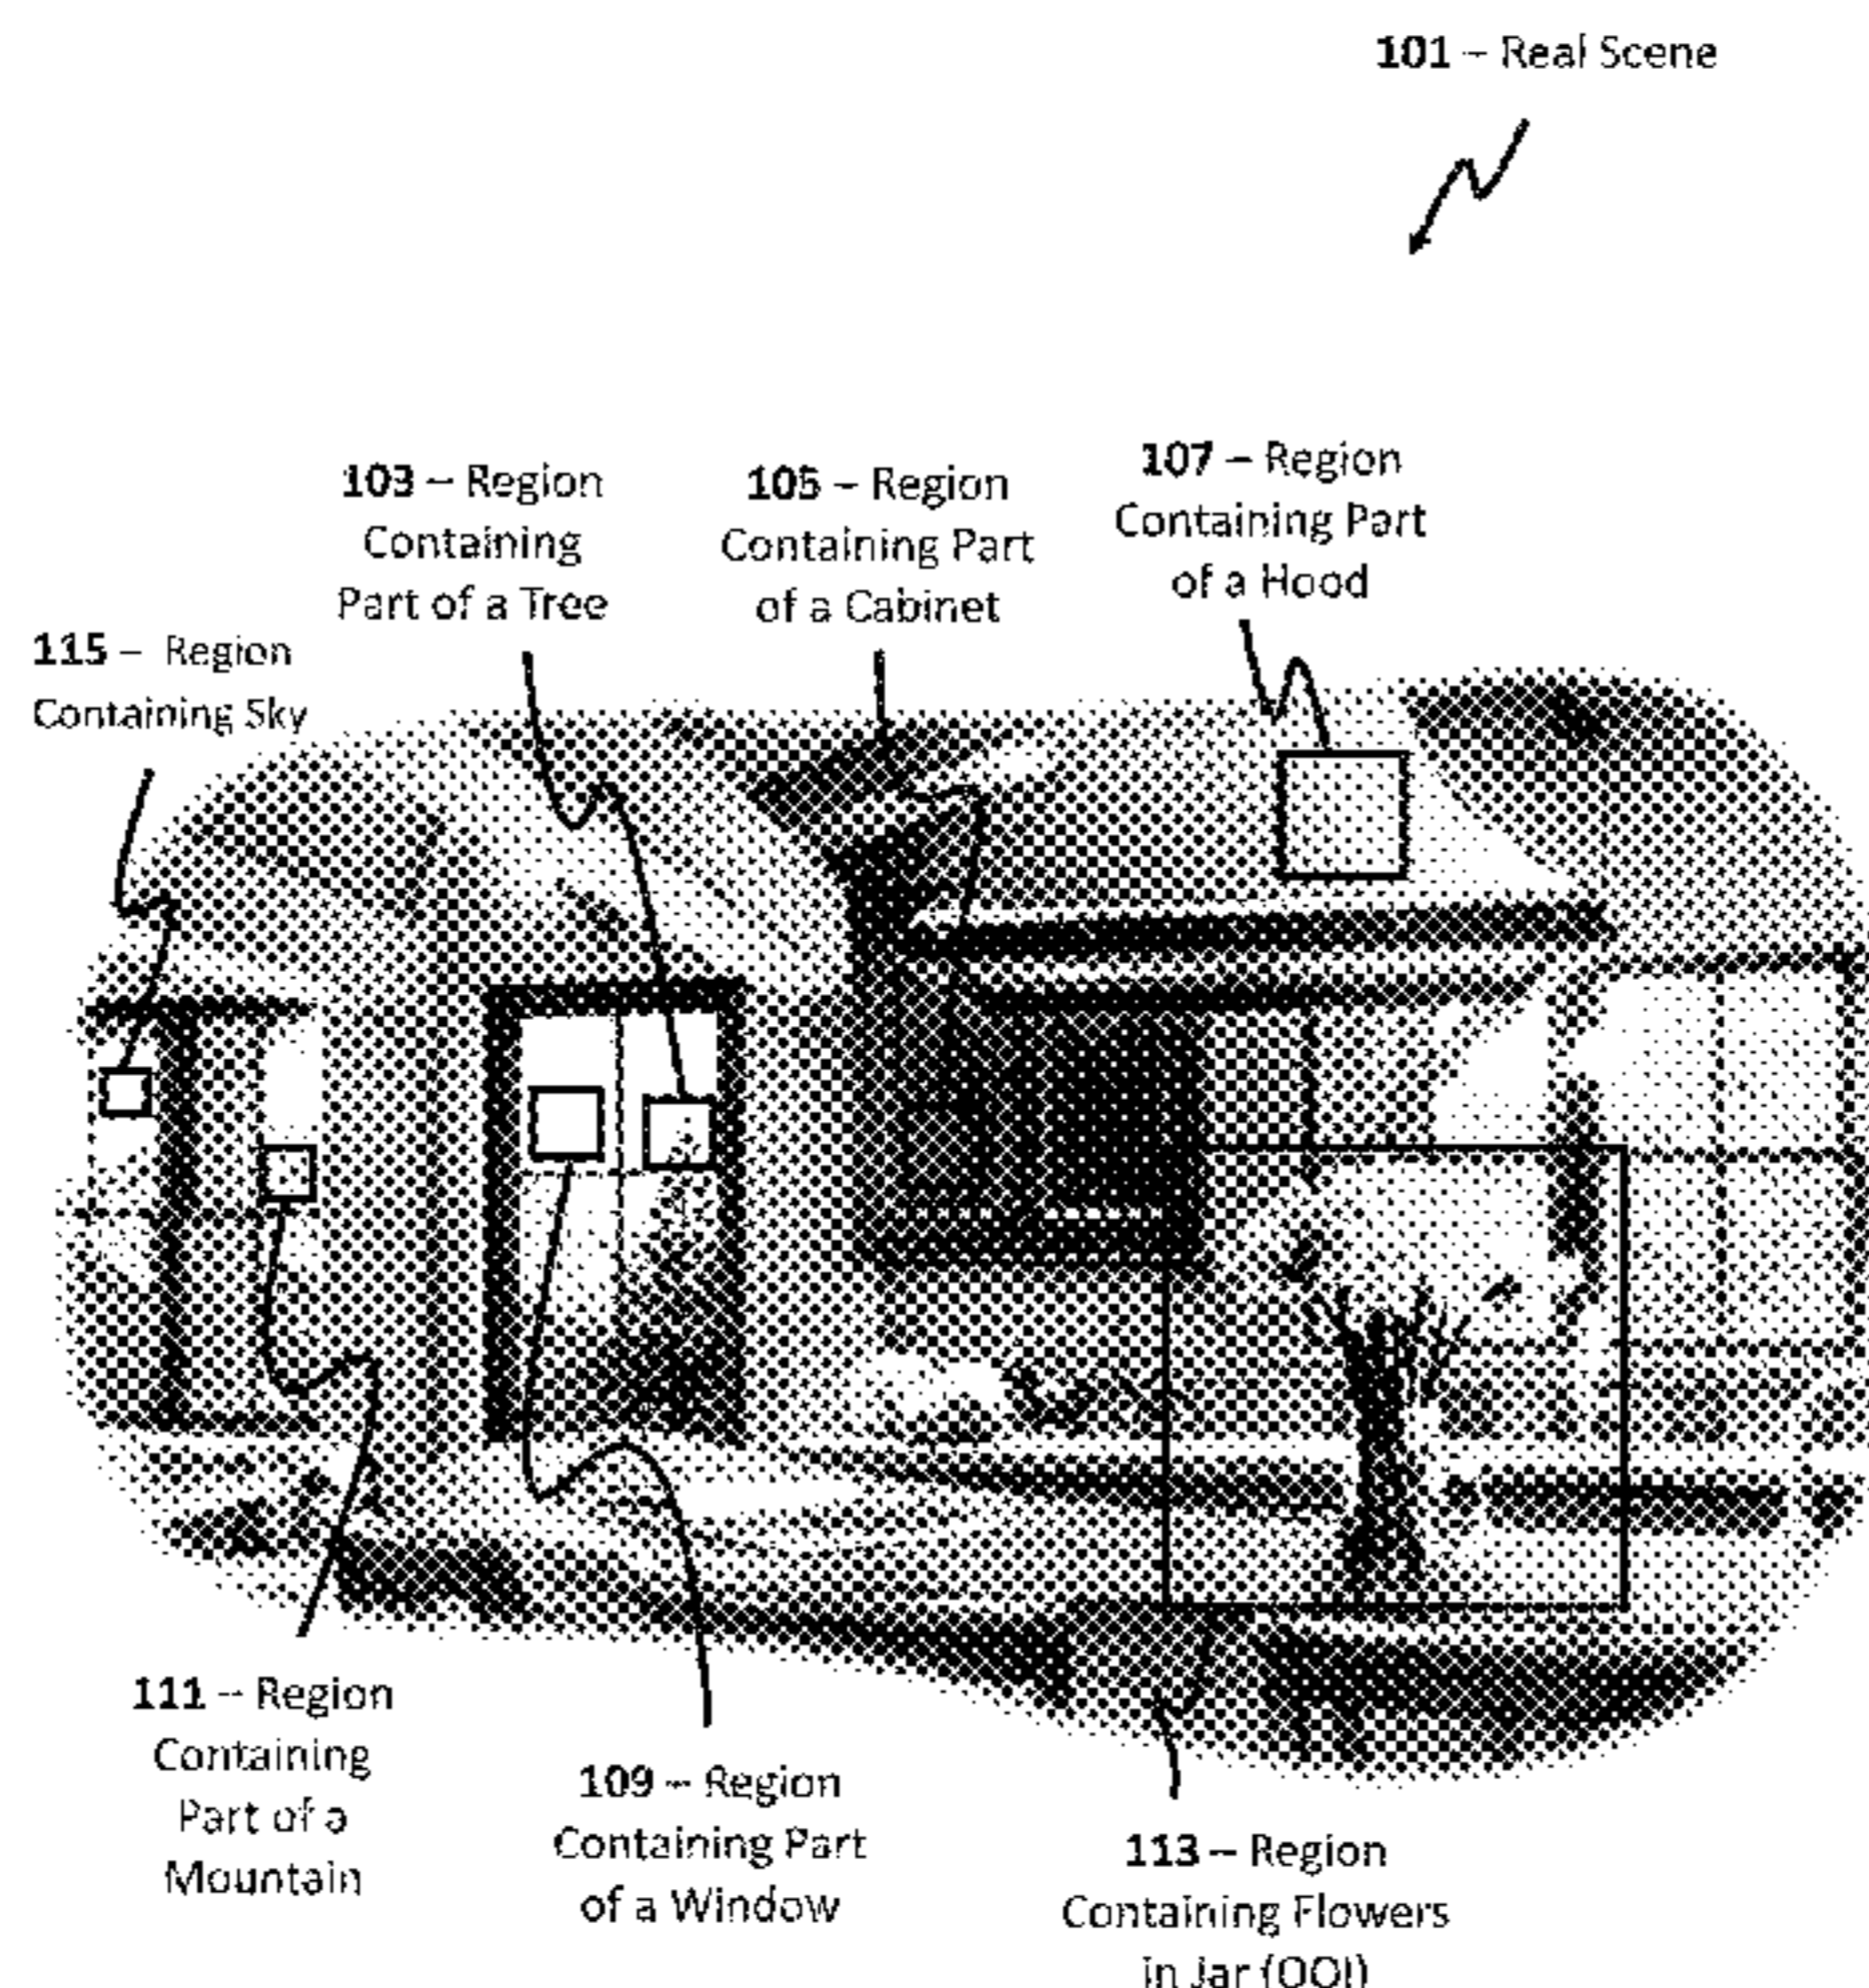 101 – Real Scene
107 – Region
Containing Part
of a Hood
103 – Region
Containing
Part of a Tree
105 – Region
Containing Part
of a Cabinet
115 – Region
Containing Sky
111 – Region
Containing
Part of a
Mountain
109 – Region
Containing Part
of a Window
113 – Region
Containing Flowers
in Jar (OOI)